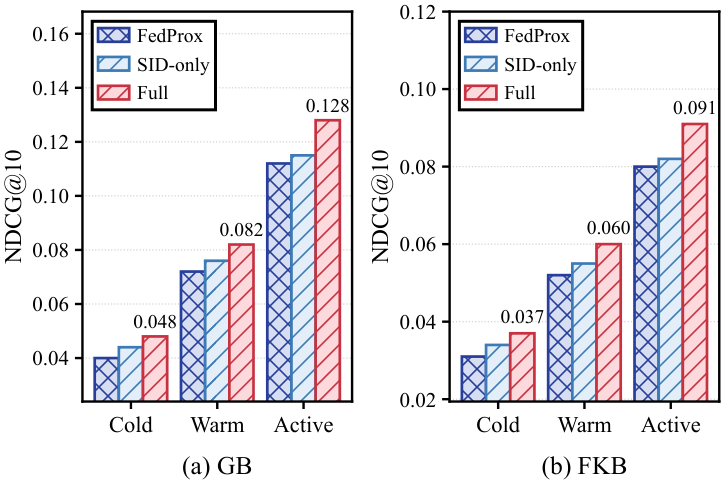 FedProx
SID-only
Full
NDCG@10
0.16
0.14
0.12
0.10
0.08
0.06
0.04
0.048
0.082
0.128
Cold Warm Active
(a) GB
FedProx
SID-only
Full
NDCG@10
0.12
0.10
0.08
0.06
0.04
0.02
0.037
0.060
0.091
Cold Warm Active
(b) FKB